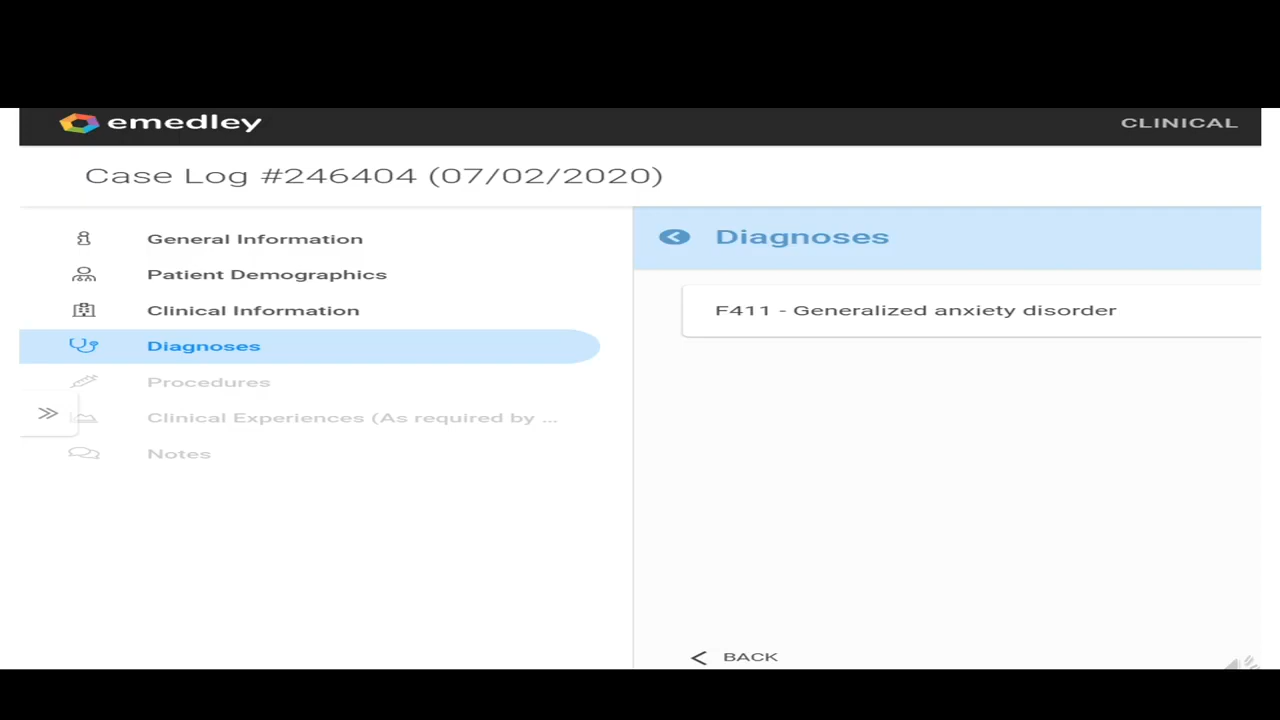 emedley
CLINICAL
Case Log #246404 (07/02/2020)
General Information
Patient Demographics
Clinical Information
Diagnoses
Procedures
Clinical Experiences (As required by ...
Notes
Diagnoses
F411 - Generalized anxiety disorder
BACK